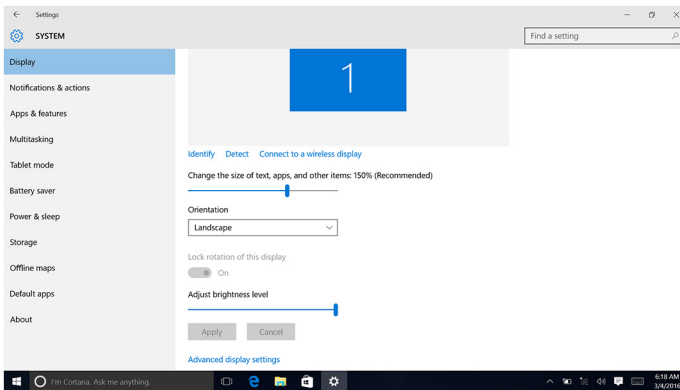 Settings
SYSTEM
Find a setting
Display
Notifications & actions
Apps & features
Multitasking
Tablet mode
Battery saver
Power & sleep
Storage
Offline maps
Default apps
About
1
Identify Detect Connect to a wireless display
Change the size of text, apps, and other items: 150% (Recommended)
Orientation
Landscape
Lock rotation of this display
On
Adjust brightness level
Apply Cancel
Advanced display settings
I'm Cortana. Ask me anything.
6:18 AM
3/4/2016